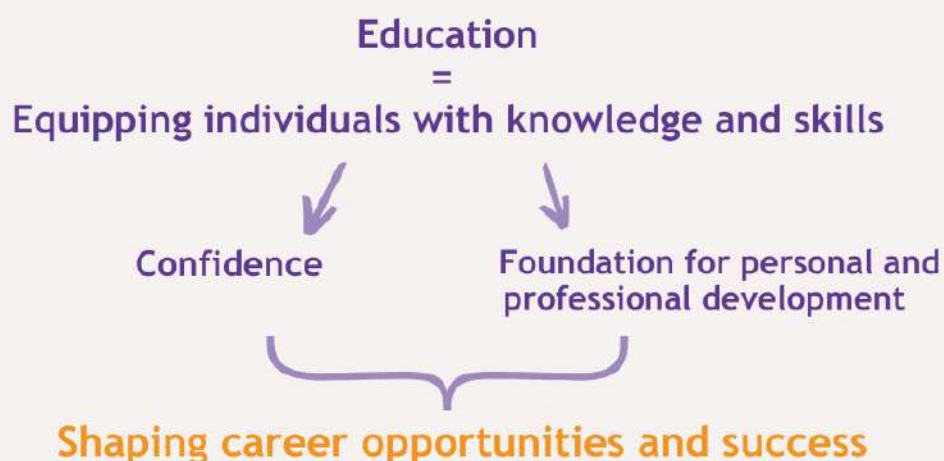 Education
=
Equipping individuals with knowledge and skills
Confidence
Foundation for personal and
professional development
Shaping career opportunities and success